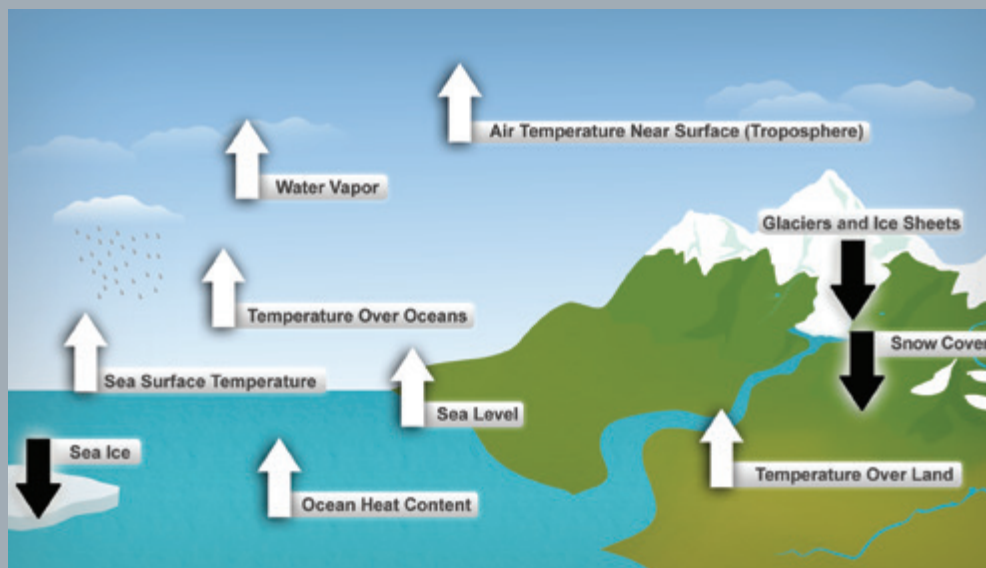 Air Temperature Near Surface (Troposphere)
Water Vapor
Glaciers and Ice Sheets
Temperature Over Oceans
Snow Cover
Sea Surface Temperature
Sea Level
Sea Ice
Temperature Over Land
Ocean Heat Content